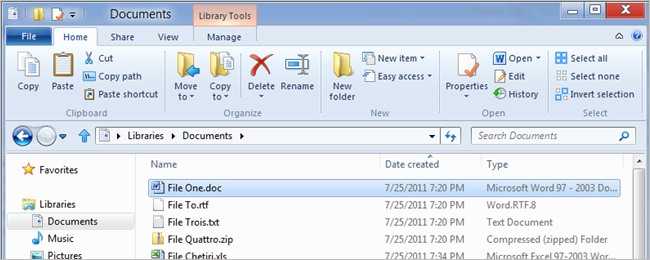 Documents
Library Tools
File
Home
Share
View
Manage
Copy
Paste
Cut
Copy path
Paste shortcut
Clipboard
Move to
Copy to
Delete
Rename
Organize
New folder
New item
Easy access
New
Properties
Open
Edit
History
Open
Select all
Select none
Invert selection
Select
Libraries
Documents
Search Documents
Favorites
Libraries
Documents
Music
Pictures
Name Date created Type
File One.doc 7/25/2011 7:20 PM Microsoft Word 97 - 2003 Do...
File To.rtf 7/25/2011 7:20 PM Word.RTF.8
File Trois.txt 7/25/2011 7:20 PM Text Document
File Quattro.zip 7/25/2011 7:20 PM Compressed (zipped) Folder
File Chetiri.xls 7/25/2011 7:34 PM Microsoft Excel 97-2003 Wor